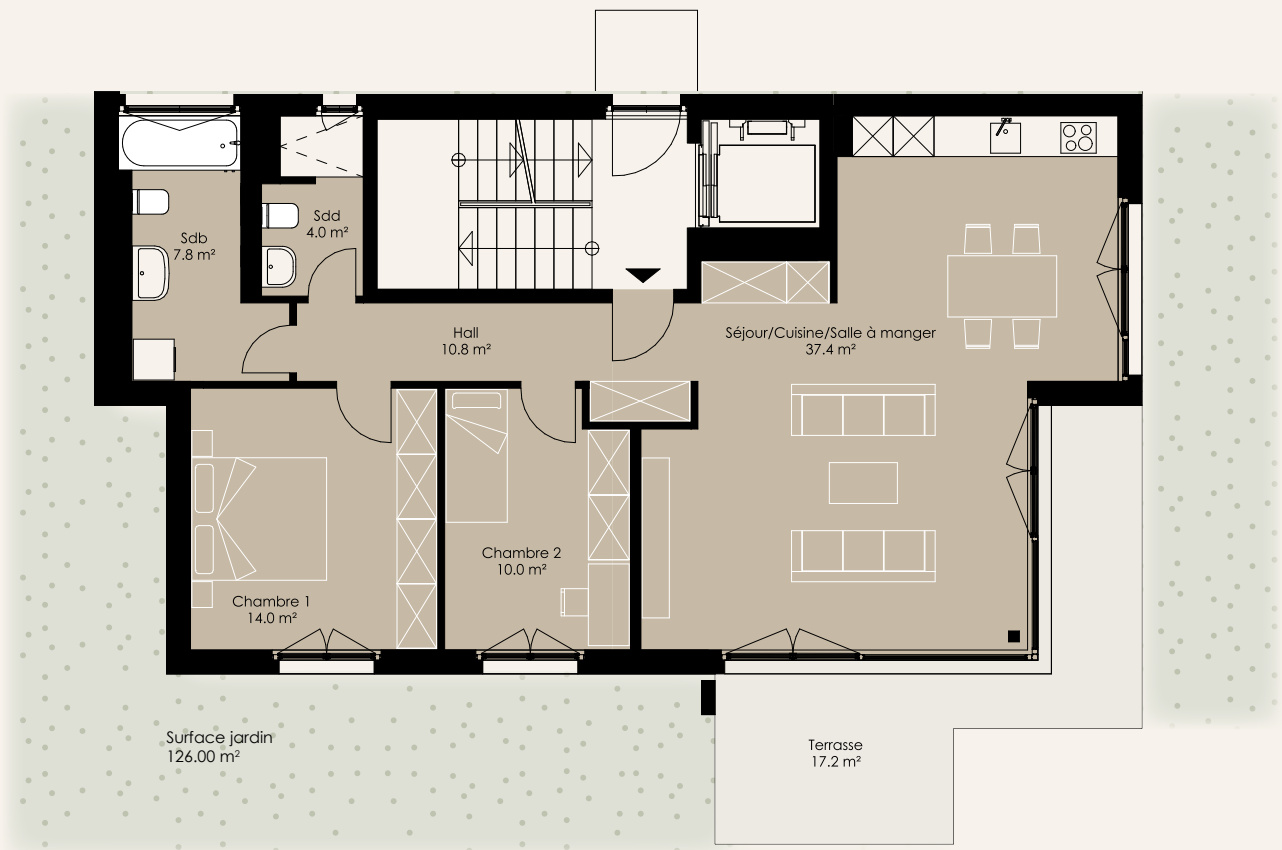 Sdd
4.0 m²
Sdb
7.8 m²
Hall
10.8 m²
Séjour/Cuisine/Salle à manger
37.4 m²
Chambre 2
10.0 m²
Chambre 1
14.0 m²
Surface jardin
126.00 m²
Terrasse
17.2 m²